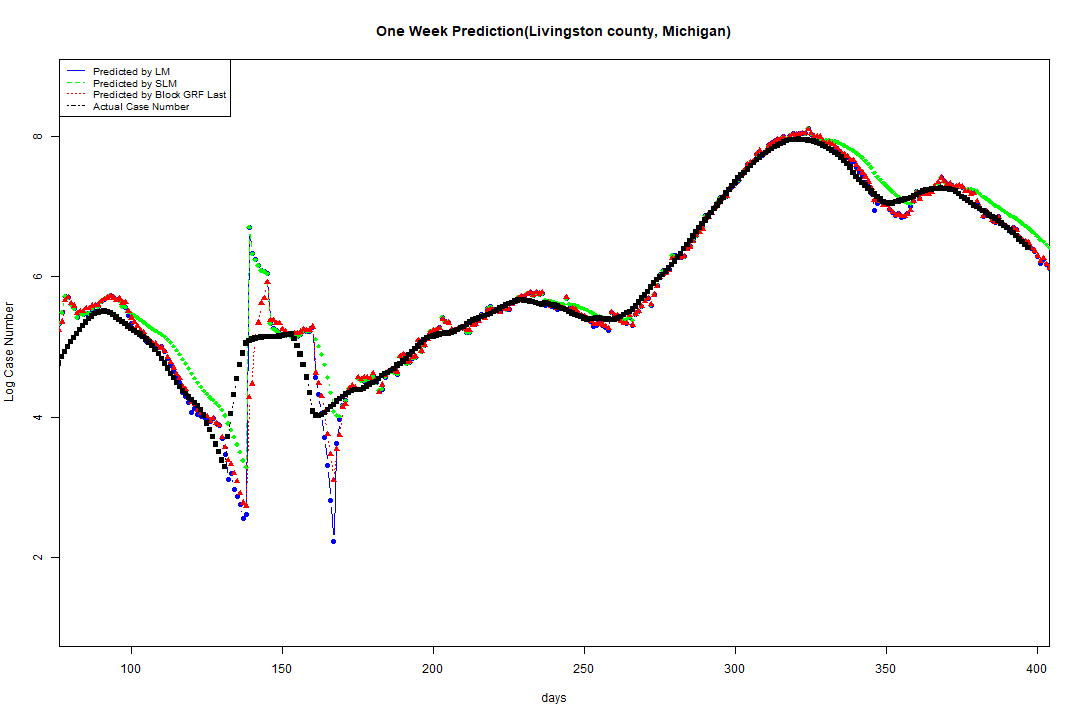 One Week Prediction(Livingston county, Michigan)
Predicted by LM
Predicted by SLM
Predicted by Block GRF Last
Actual Case Number
8
6
4
2
Log Case Number
100 150 200 250 300 350 400
days